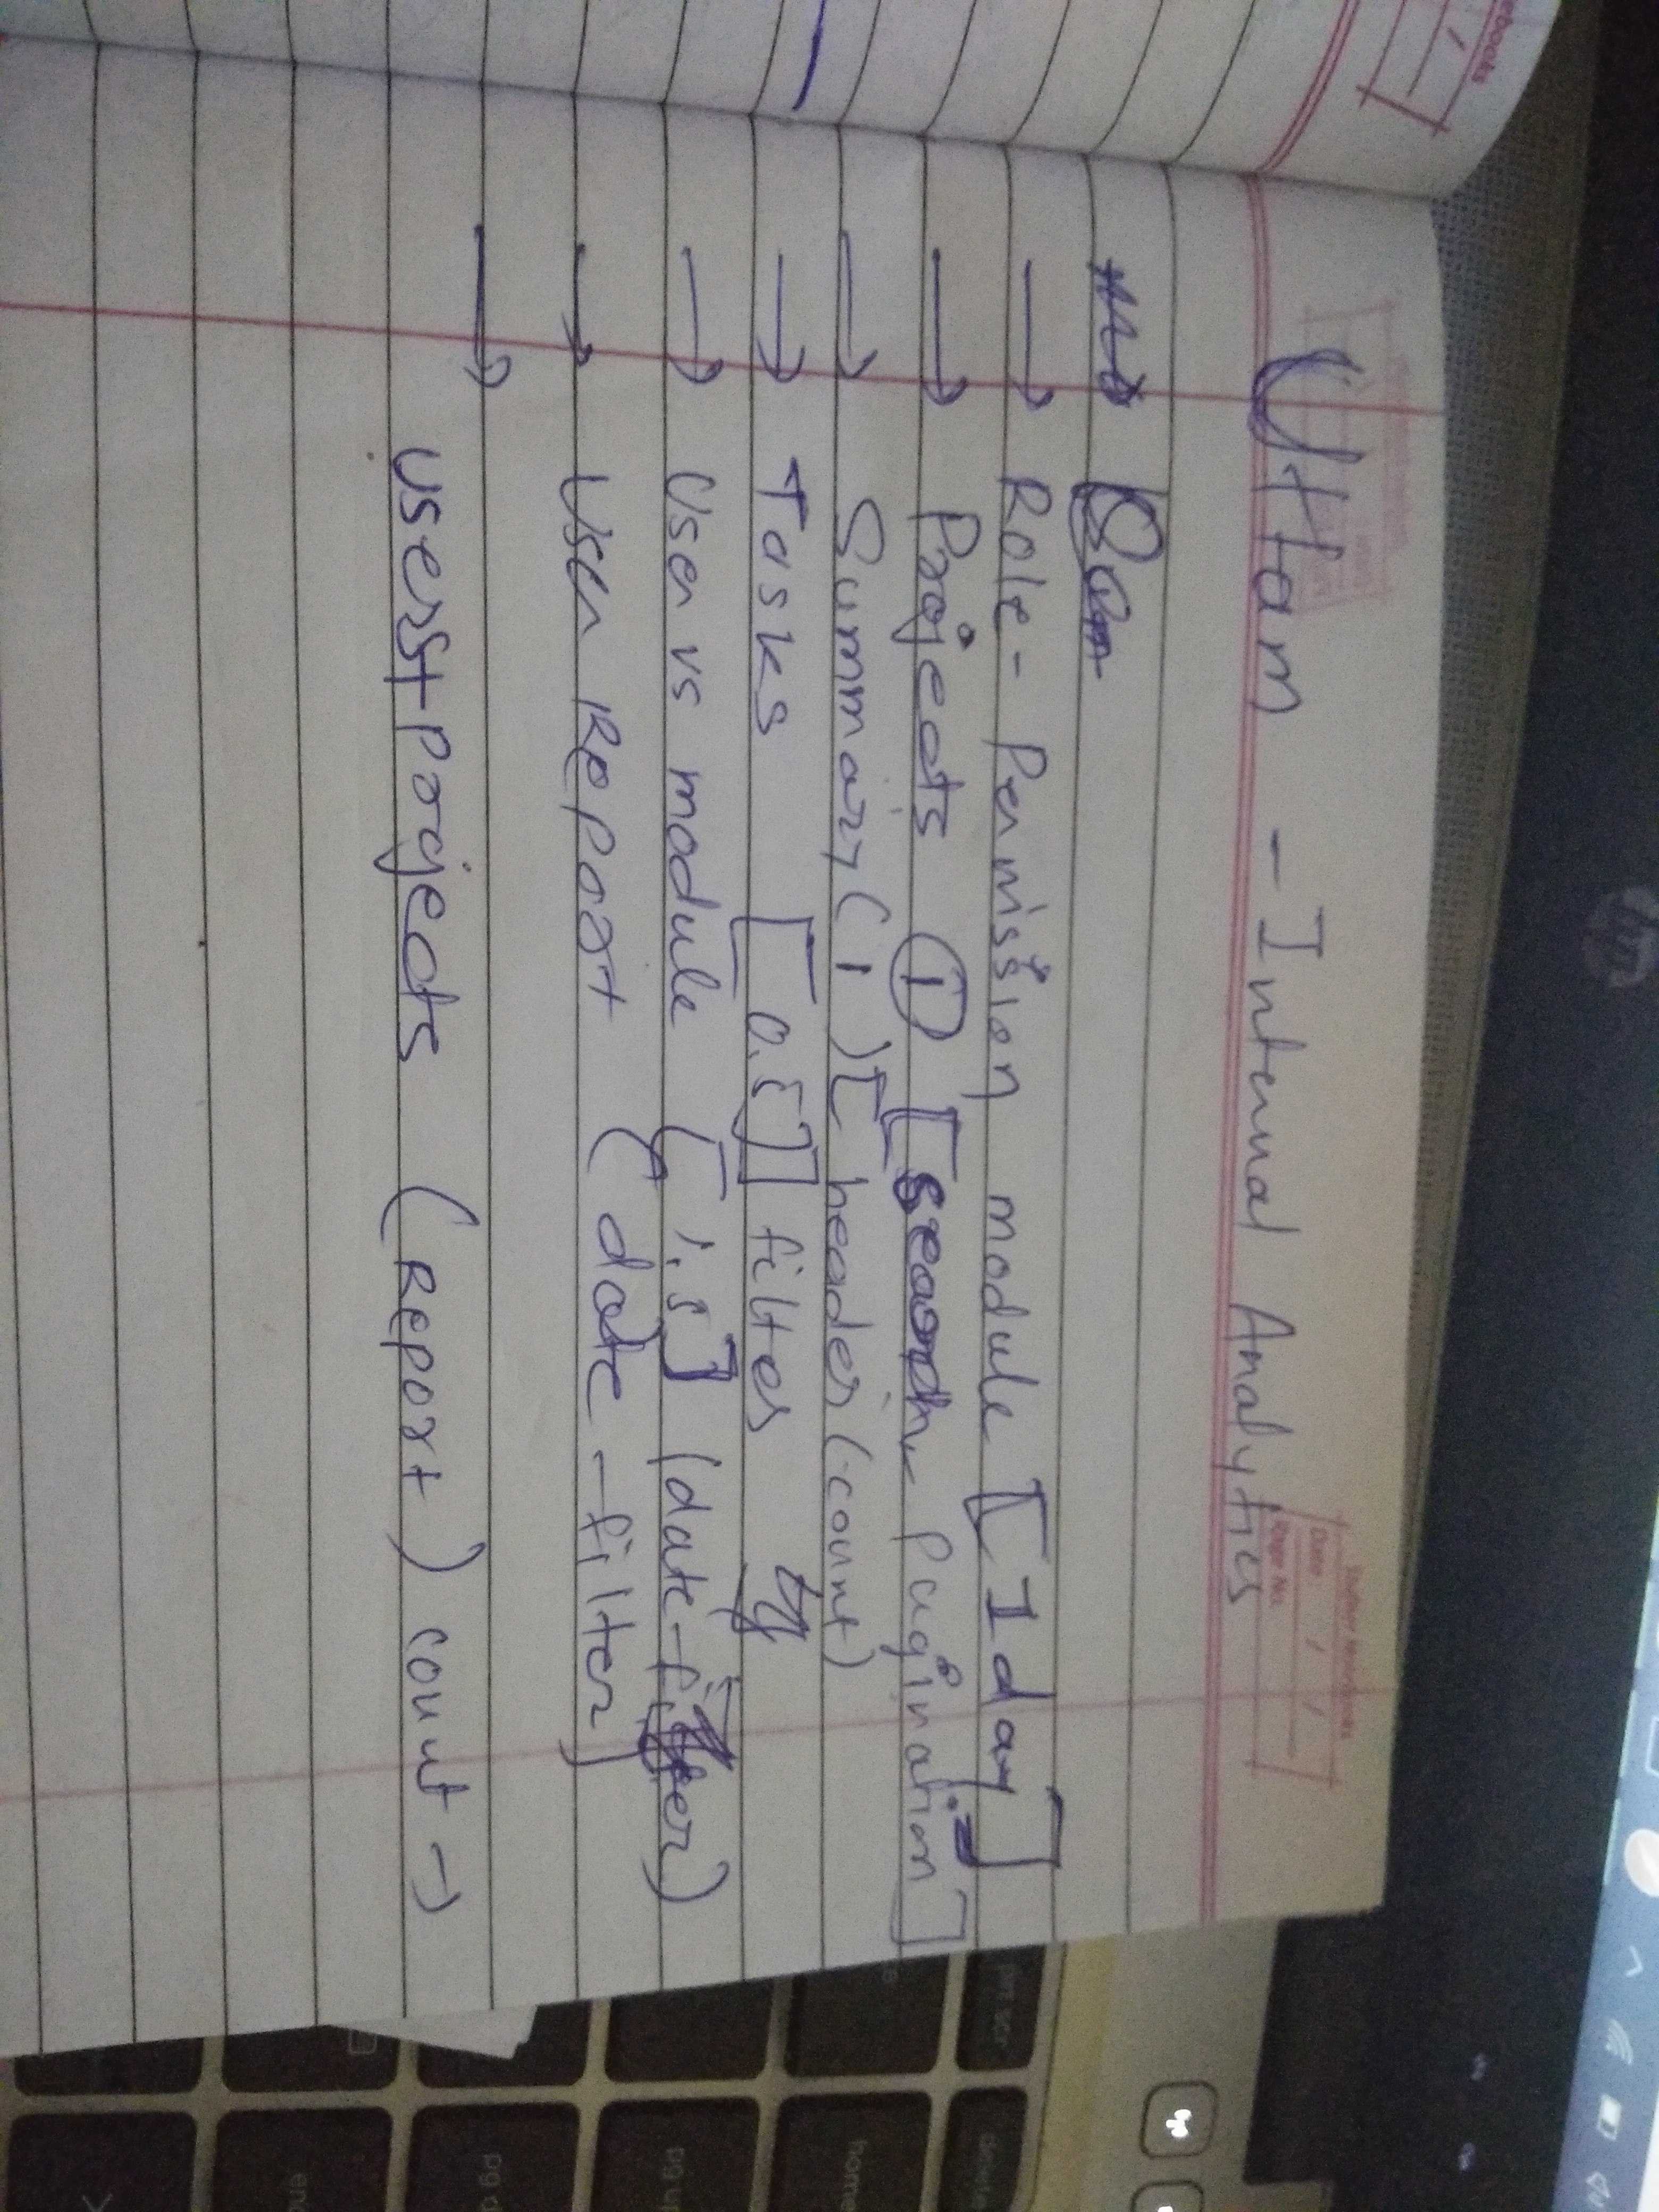 ebooks
Uttam - Internal Analytics
Date: / /
Page No.
→ Role - Permission module [1 day]
→ Projects ① [search pagination]
→ Summary (1) [header (count)
→ Tasks [0.5]] filter
→ User vs module [1.5] (date-filter)
→ User Report (date-filter]
→
users+projects (Report) count →
hp
prt scr
delete
home
pg up
pg d
end